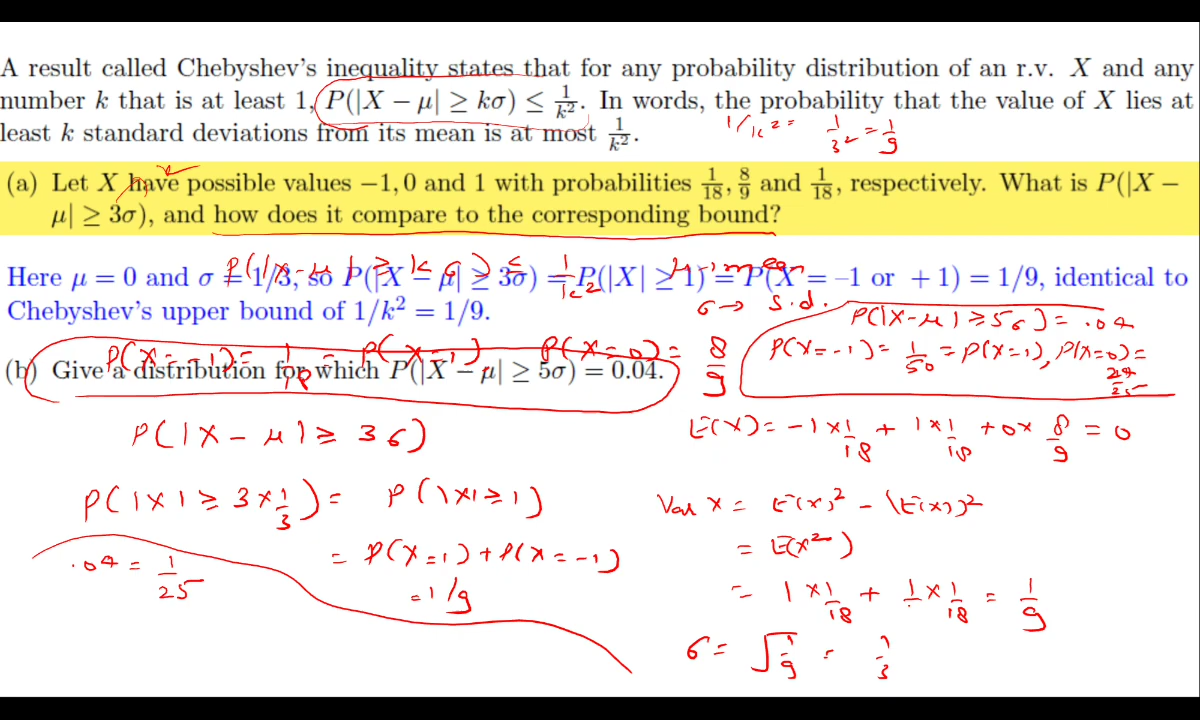 A result called Chebyshev's inequality states that for any probability distribution of an r.v. X and any
number k that is at least 1, P(|X − μ| ≥ kσ) ≤ 1/k². In words, the probability that the value of X lies at
least k standard deviations from its mean is at most 1/k².
1/k² = 1/3² = 1/9
(a) Let X have possible values −1, 0 and 1 with probabilities 1/18, 8/9 and 1/18, respectively. What is P(|X −
μ| ≥ 3σ), and how does it compare to the corresponding bound?
P(|X − μ| ≥ kσ) ≤ 1/k²
μ → mean
Here μ = 0 and σ = 1/3, so P(|X − μ| ≥ 3σ) = P(|X| ≥ 1) = P(X = −1 or + 1) = 1/9, identical to
Chebyshev's upper bound of 1/k² = 1/9.
σ → s.d.
P(|X − μ| ≥ 5σ) = .04
P(X = −1) = 1/18 = P(X = 1), P(X = 0) = 8/9
P(X = −1) = 1/50 = P(X = 1), P(X = 0) =
24/25
(b) Give a distribution for which P(|X − μ| ≥ 5σ) = 0.04.
P(|X − μ| ≥ 3σ)
E(X) = −1 × 1/18 + 1 × 1/18 + 0 × 8/9 = 0
P(|X| ≥ 3 × 1/3) = P(|X| ≥ 1)
Var X = E(X)² − (E(X))²
= P(X = 1) + P(X = −1)
= E(X²)
.04 = 1/25
= 1/9
= 1 × 1/18 + 1 × 1/18 = 1/9
σ = √1/9 = 1/3